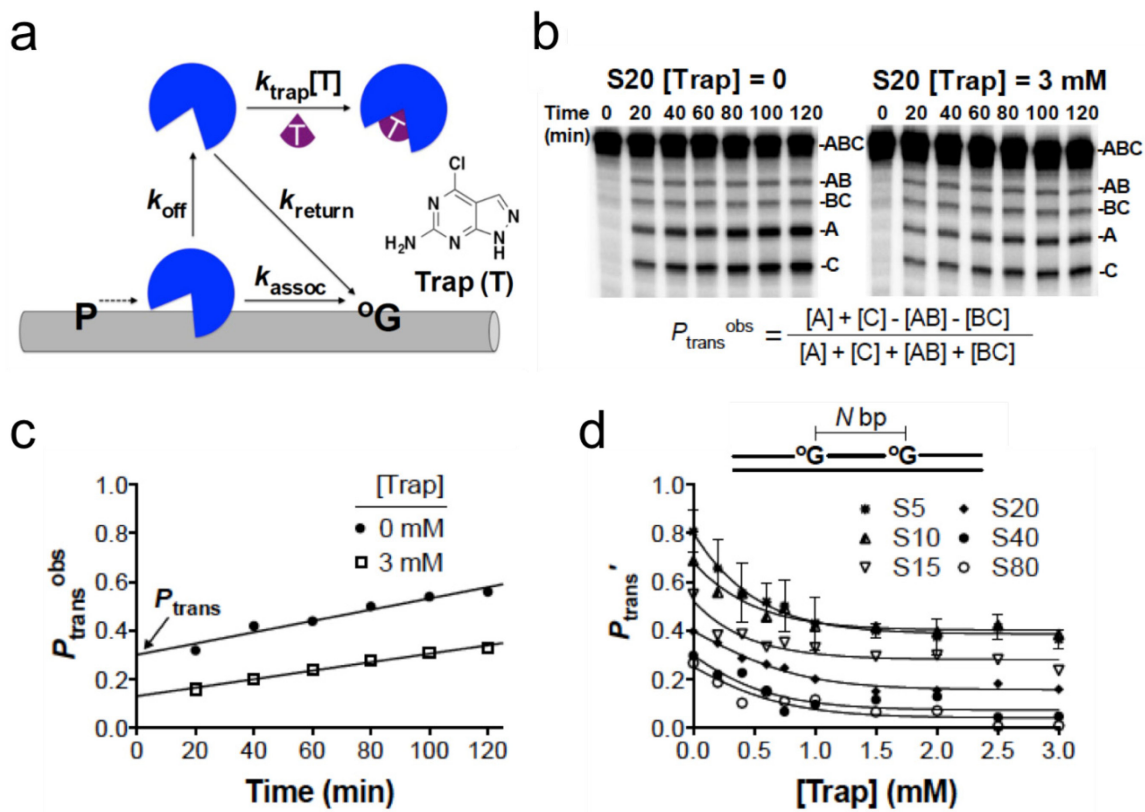 a
k_trap[T]
T
T
Cl
N
N
H₂N
N
N
H
k_off
k_return
Trap (T)
k_assoc
P
ᵒG
b
S20 [Trap] = 0
S20 [Trap] = 3 mM
Time
(min)
0 20 40 60 80 100 120
0 20 40 60 80 100 120
-ABC
-AB
-BC
-A
-C
-ABC
-AB
-BC
-A
-C
P_trans^obs = [A] + [C] - [AB] - [BC]
[A] + [C] + [AB] + [BC]
c
[Trap]
0 mM
3 mM
P_trans
P_trans^obs
1.0
0.8
0.6
0.4
0.2
0.0
0 20 40 60 80 100 120
Time (min)
d
N bp
ᵒG ᵒG
S5 S20
S10 S40
S15 S80
P_trans'
1.0
0.8
0.6
0.4
0.2
0.0
0.0 0.5 1.0 1.5 2.0 2.5 3.0
[Trap] (mM)